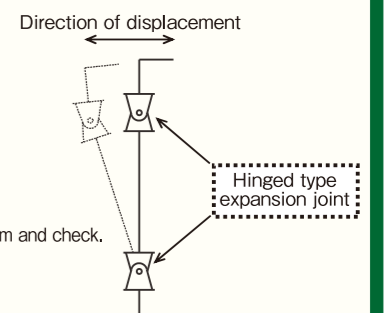 Direction of displacement
Hinged type
expansion joint
m and check.